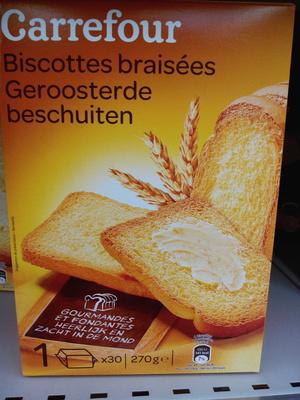 Carrefour
Biscottes braisées
Geroosterde
beschuiten
GOURMANDES
ET FONDANTES
HEERLIJK EN
ZACHT IN DE MOND
1
x30 270g e